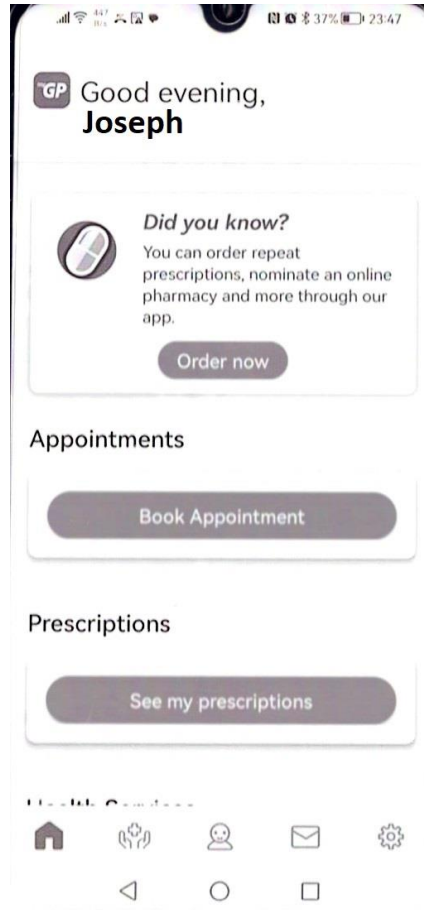 447
B/s
37% 23:47
GP
Good evening,
Joseph
Did you know?
You can order repeat
prescriptions, nominate an online
pharmacy and more through our
app.
Order now
Appointments
Book Appointment
Prescriptions
See my prescriptions